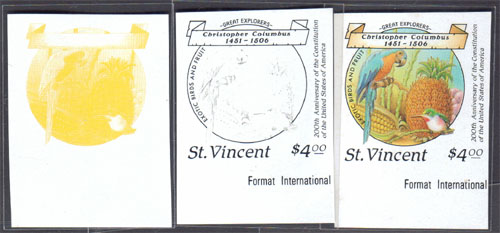 GREAT EXPLORERS
Christopher Columbus
1451-1506
EXOTIC BIRDS AND FRUIT
200th Anniversary of the Constitution
of the United States of America
St. Vincent $4.00
Format International
GREAT EXPLORERS
Christopher Columbus
1451-1506
EXOTIC BIRDS AND FRUIT
200th Anniversary of the Constitution
of the United States of America
St. Vincent $4.00
Format International